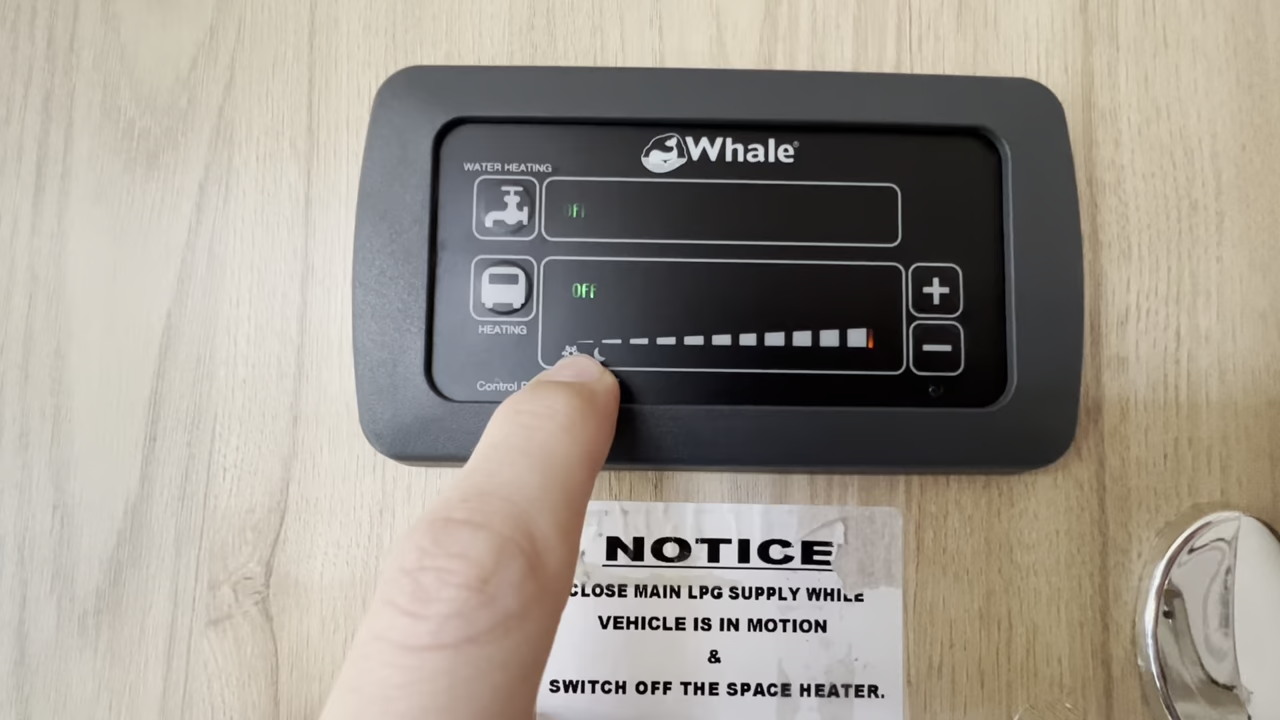 Whale®
WATER HEATING
Off
Off
HEATING
+
-
Control
NOTICE
CLOSE MAIN LPG SUPPLY WHILE
VEHICLE IS IN MOTION
&
SWITCH OFF THE SPACE HEATER.